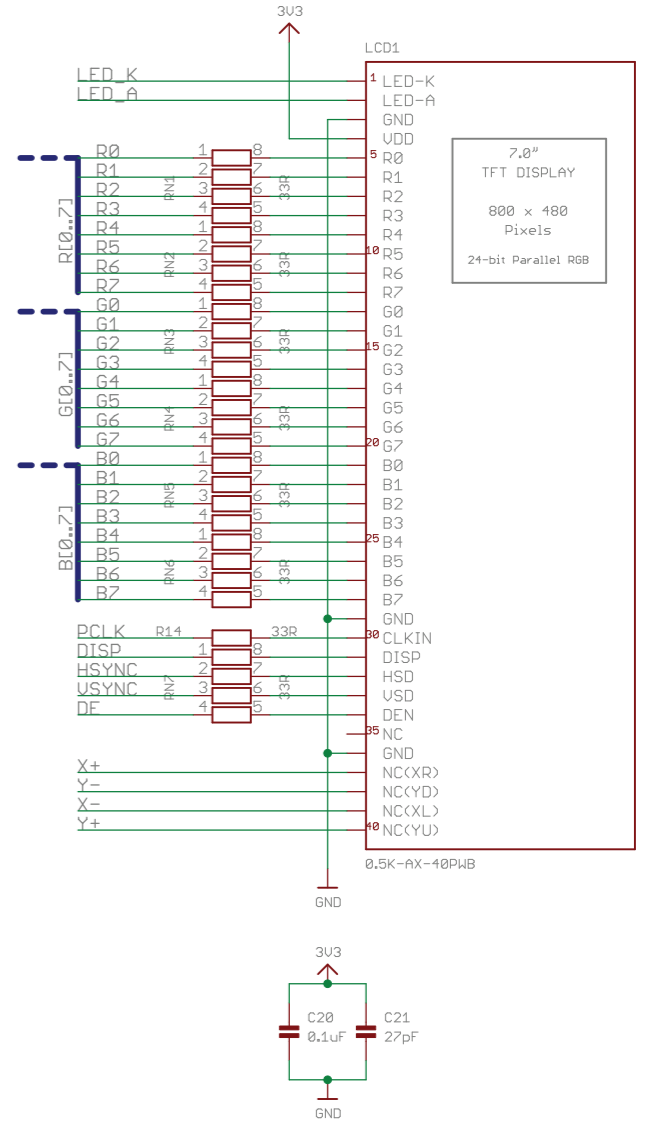 3V3
LCD1
LED_K 1 LED-K
LED_A LED-A
GND
VDD
7.0"
TFT DISPLAY
800 x 480
Pixels
24-bit Parallel RGB
R[0..7]
RN1 33R
R0 1 8 5 R0
R1 2 7 R1
R2 3 6 R2
R3 4 5 R3
RN2 33R
R4 1 8 R4
R5 2 7 10 R5
R6 3 6 R6
R7 4 5 R7
G[0..7]
RN3 33R
G0 1 8 G0
G1 2 7 G1
G2 3 6 15 G2
G3 4 5 G3
RN4 33R
G4 1 8 G4
G5 2 7 G5
G6 3 6 G6
G7 4 5 20 G7
B[0..7]
RN5 33R
B0 1 8 B0
B1 2 7 B1
B2 3 6 B2
B3 4 5 B3
RN6 33R
B4 1 8 25 B4
B5 2 7 B5
B6 3 6 B6
B7 4 5 B7
GND
PCLK R14 33R 30 CLKIN
RN7 33R
DISP 1 8 DISP
HSYNC 2 7 HSD
VSYNC 3 6 VSD
DE 4 5 DEN
35 NC
GND
X+ NC(XR)
Y- NC(YD)
X- NC(XL)
Y+ 40 NC(YU)
0.5K-AX-40PWB
GND
3V3
C20 C21
0.1uF 27pF
GND